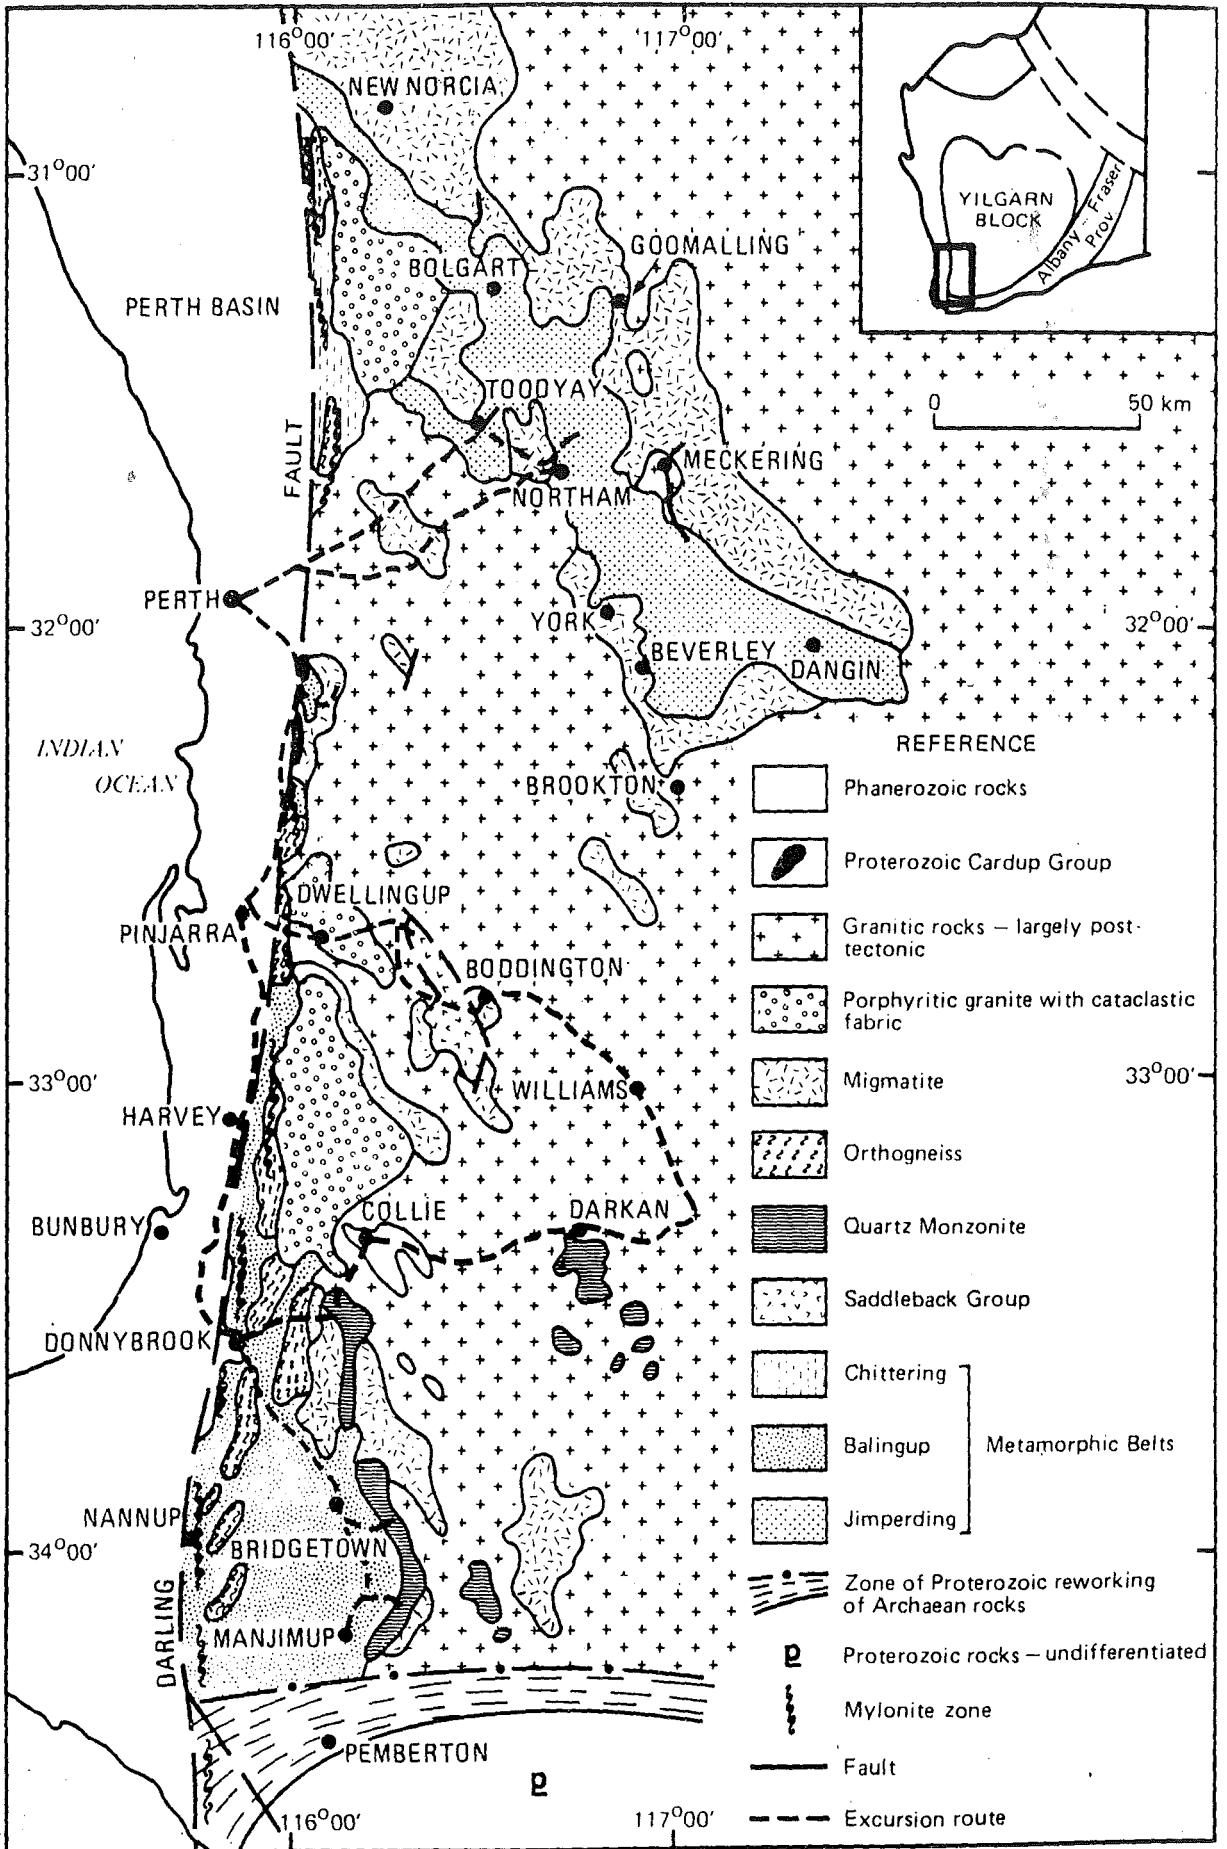 116°00'
117°00'
NEW NORCIA
31°00'
YILGARN
BLOCK
Albany - Fraser
Prov
GOOMALLING
BOLGART
PERTH BASIN
TOODYAY
0 50 km
FAULT
MECKERING
NORTHAM
PERTH
32°00'
YORK
32°00'
BEVERLEY
DANGIN
INDIAN
OCEAN
BROOKTON
DWELLINGUP
PINJARRA
BODDINGTON
33°00'
WILLIAMS
33°00'
HARVEY
COLLIE
DARKAN
BUNBURY
DONNYBROOK
NANNUP
BRIDGETOWN
34°00'
DARLING
MANJIMUP
PEMBERTON
p
116°00'
117°00'
REFERENCE
Phanerozoic rocks
Proterozoic Cardup Group
Granitic rocks – largely post-
tectonic
Porphyritic granite with cataclastic
fabric
Migmatite
Orthogneiss
Quartz Monzonite
Saddleback Group
Chittering
Balingup
Metamorphic Belts
Jimperding
Zone of Proterozoic reworking
of Archaean rocks
p Proterozoic rocks – undifferentiated
Mylonite zone
Fault
Excursion route